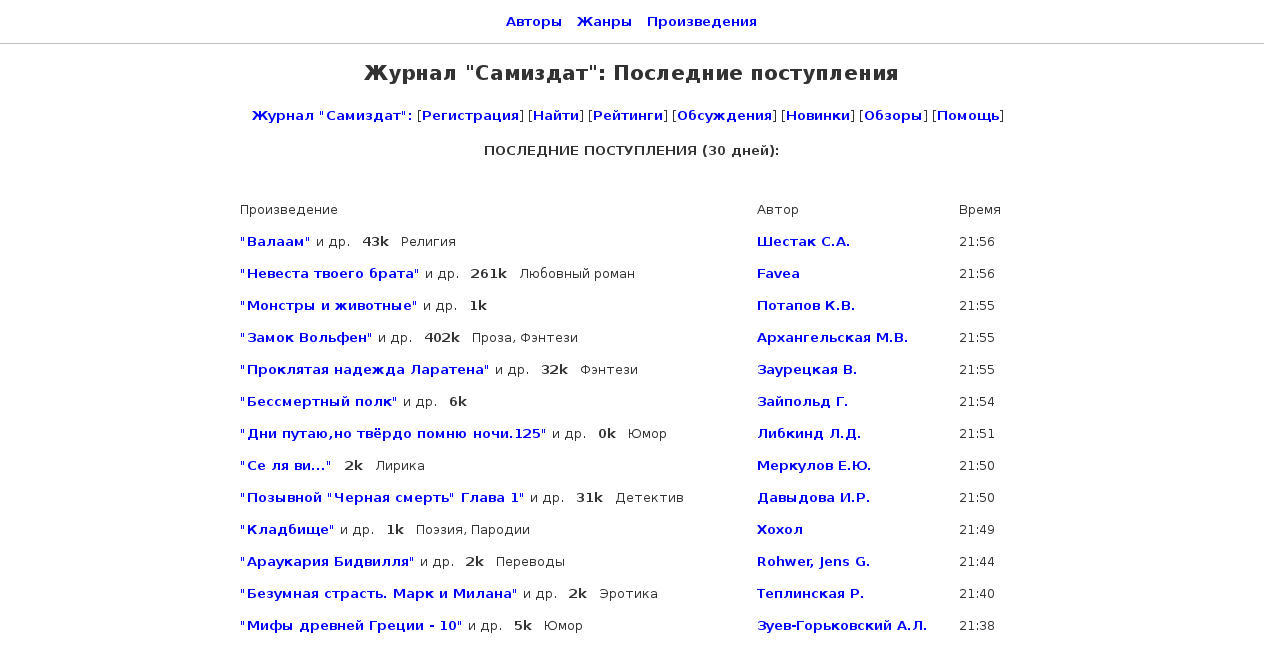 Авторы Жанры Произведения
Журнал "Самиздат": Последние поступления
Журнал "Самиздат": [Регистрация] [Найти] [Рейтинги] [Обсуждения] [Новинки] [Обзоры] [Помощь]
ПОСЛЕДНИЕ ПОСТУПЛЕНИЯ (30 дней):
Произведение Автор Время
"Валаам" и др. 43k Религия Шестак С.А. 21:56
"Невеста твоего брата" и др. 261k Любовный роман Favea 21:56
"Монстры и животные" и др. 1k Потапов К.В. 21:55
"Замок Вольфен" и др. 402k Проза, Фэнтези Архангельская М.В. 21:55
"Проклятая надежда Ларатена" и др. 32k Фэнтези Заурецкая В. 21:55
"Бессмертный полк" и др. 6k Зайпольд Г. 21:54
"Дни путаю,но твёрдо помню ночи.125" и др. 0k Юмор Либкинд Л.Д. 21:51
"Се ля ви..." 2k Лирика Меркулов Е.Ю. 21:50
"Позывной "Черная смерть" Глава 1" и др. 31k Детектив Давыдова И.Р. 21:50
"Кладбище" и др. 1k Поэзия, Пародии Хохол 21:49
"Араукария Бидвилля" и др. 2k Переводы Rohwer, Jens G. 21:44
"Безумная страсть. Марк и Милана" и др. 2k Эротика Теплинская Р. 21:40
"Мифы древней Греции - 10" и др. 5k Юмор Зуев-Горьковский А.Л. 21:38